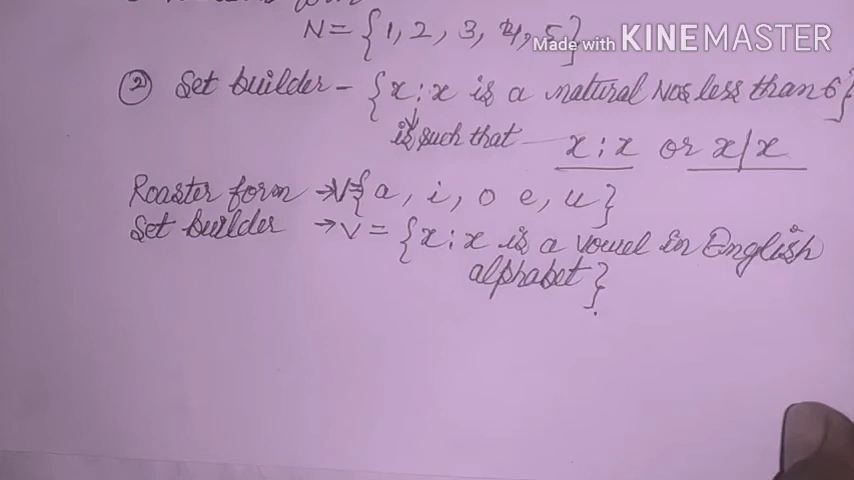 form
N = {1, 2, 3, 4, 5}
Made with KINEMASTER
② Set builder - {x : x is a natural Nos less than 6}
is such that x : x or x/x
Roaster form → V = {a, i, o e, u}
Set builder → V = {x : x is a vowel in English
alphabet}.